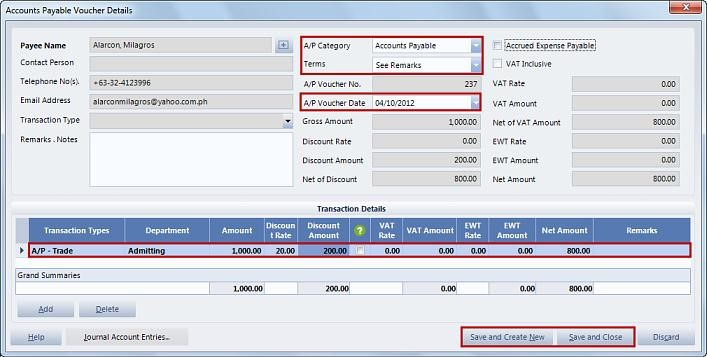 Accounts Payable Voucher Details
Payee Name Alarcon, Milagros A/P Category Accounts Payable Accrued Expense Payable
Contact Person Terms See Remarks VAT Inclusive
Telephone No(s). +63-32-4123996 A/P Voucher No. 237 VAT Rate 0.00
Email Address alarconmilagros@yahoo.com.ph A/P Voucher Date 04/10/2012 VAT Amount 0.00
Transaction Type Gross Amount 1,000.00 Net of VAT Amount 800.00
Remarks . Notes Discount Rate 0.00 EWT Rate 0.00
Discount Amount 200.00 EWT Amount 0.00
Net of Discount 800.00 Net Amount 800.00
Transaction Details
Transaction Types Department Amount Discoun t Rate Discount Amount ? VAT Rate VAT Amount EWT Rate EWT Amount Net Amount Remarks
A/P - Trade Admitting 1,000.00 20.00 200.00 0.00 0.00 0.00 0.00 800.00
Grand Summaries
1,000.00 200.00 0.00 0.00 800.00
Add Delete
Help Journal Account Entries... Save and Create New Save and Close Discard